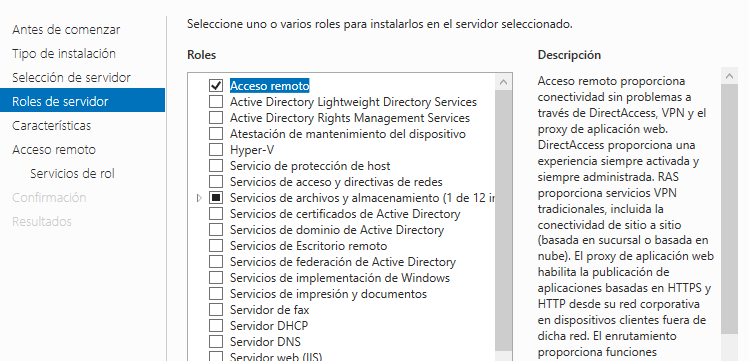 Antes de comenzar
Tipo de instalación
Selección de servidor
Roles de servidor
Características
Acceso remoto
Servicios de rol
Confirmación
Resultados
Seleccione uno o varios roles para instalarlos en el servidor seleccionado.
Roles
Acceso remoto
Active Directory Lightweight Directory Services
Active Directory Rights Management Services
Atestación de mantenimiento del dispositivo
Hyper-V
Servicio de protección de host
Servicios de acceso y directivas de redes
Servicios de archivos y almacenamiento (1 de 12 in
Servicios de certificados de Active Directory
Servicios de dominio de Active Directory
Servicios de Escritorio remoto
Servicios de federación de Active Directory
Servicios de implementación de Windows
Servicios de impresión y documentos
Servidor de fax
Servidor DHCP
Servidor DNS
Servidor web (IIS)
Descripción
Acceso remoto proporciona
conectividad sin problemas a
través de DirectAccess, VPN y el
proxy de aplicación web.
DirectAccess proporciona una
experiencia siempre activada y
siempre administrada. RAS
proporciona servicios VPN
tradicionales, incluida la
conectividad de sitio a sitio
(basada en sucursal o basada en
nube). El proxy de aplicación web
habilita la publicación de
aplicaciones basadas en HTTPS y
HTTP desde su red corporativa
en dispositivos clientes fuera de
dicha red. El enrutamiento
proporciona funciones